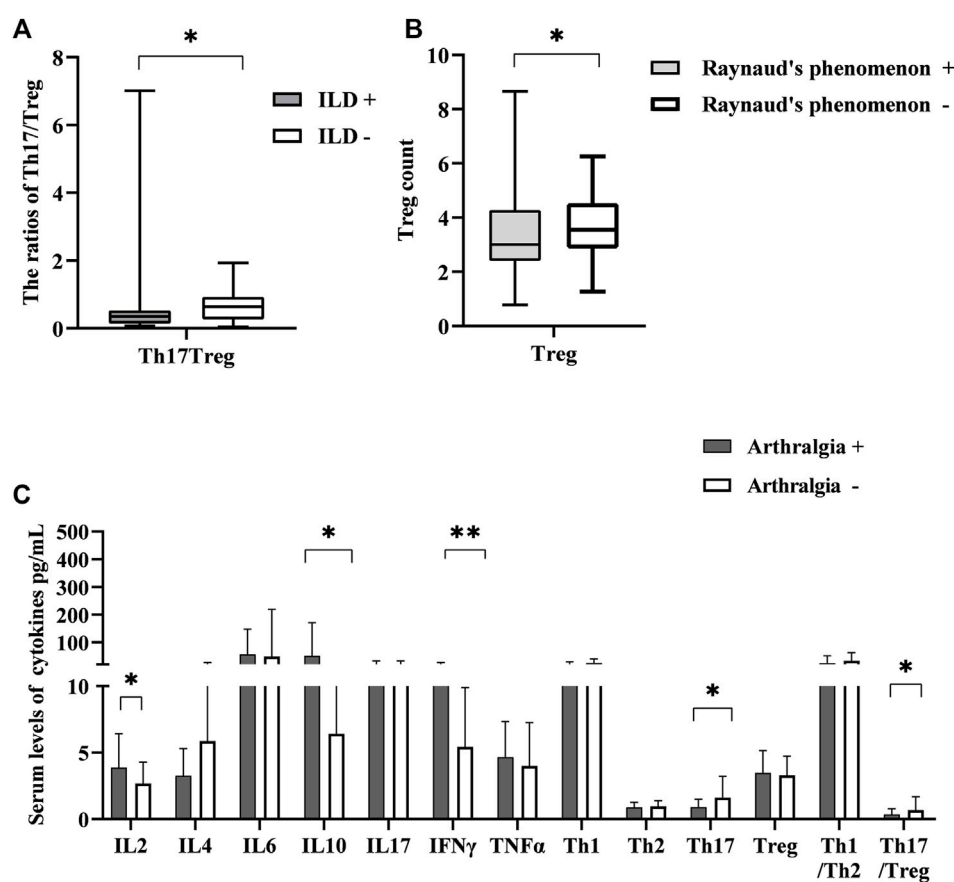 A
The ratios of Th17/Treg
8
6
4
2
0
*
ILD +
ILD -
Th17Treg
B
Treg count
10
8
6
4
2
0
*
Raynaud's phenomenon +
Raynaud's phenomenon -
Treg
Arthralgia +
Arthralgia -
C
Serum levels of cytokines pg/mL
500
400
300
200
100
10
5
0
*
*
**
*
*
IL2 IL4 IL6 IL10 IL17 IFNγ TNFα Th1 Th2 Th17 Treg Th1 Th17
/Th2 /Treg